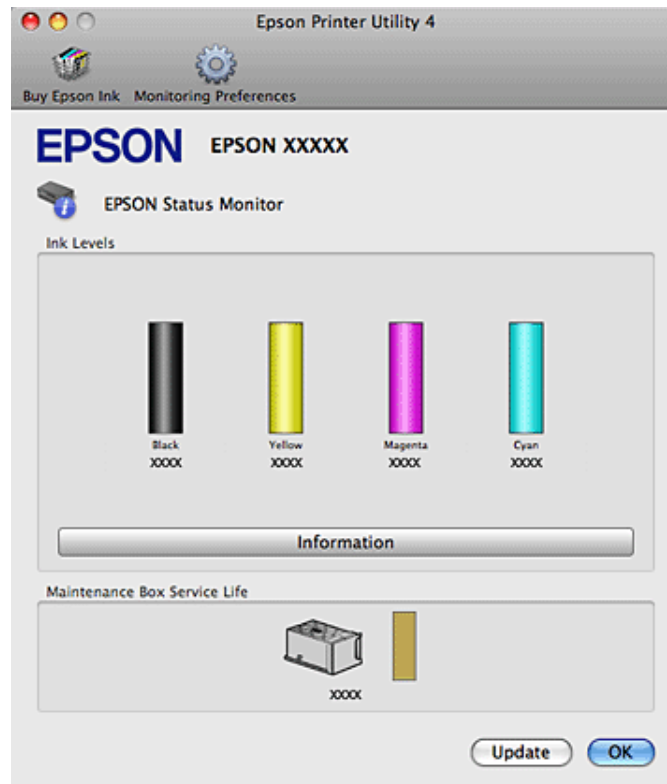 Epson Printer Utility 4
Buy Epson Ink Monitoring Preferences
EPSON EPSON XXXXX
EPSON Status Monitor
Ink Levels
Black Yellow Magenta Cyan
XXXX XXXX XXXX XXXX
Information
Maintenance Box Service Life
XXXX
Update OK